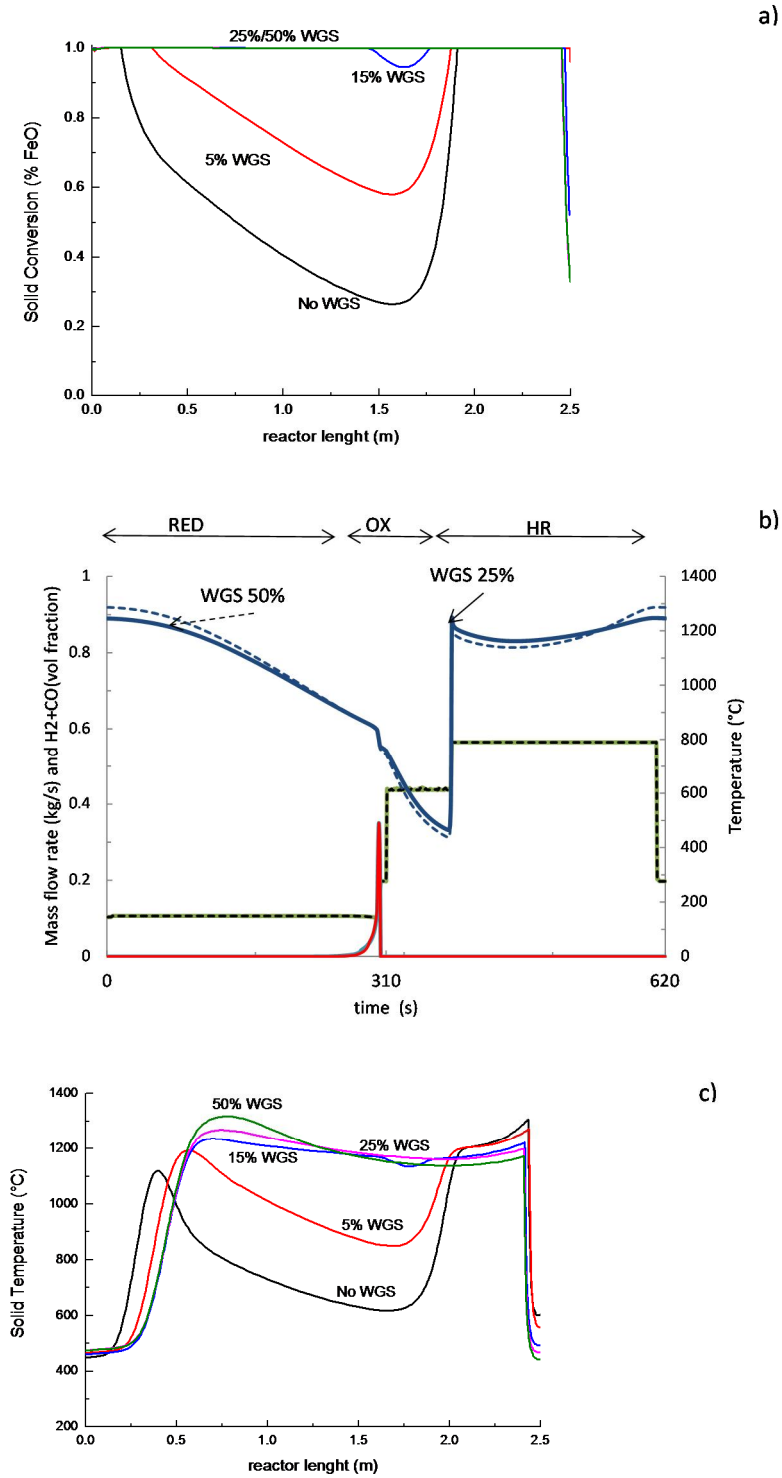 a)
25%/50% WGS
15% WGS
5% WGS
No WGS
Solid Conversion (% FeO)
1.0
0.8
0.6
0.4
0.2
0.0
0.0 0.5 1.0 1.5 2.0 2.5
reactor lenght (m)
b)
RED OX HR
WGS 50%
WGS 25%
Mass flow rate (kg/s) and H2+CO(vol fraction)
1
0.8
0.6
0.4
0.2
0
1400
1200
1000
800
600
400
200
0
Temperature (°C)
0 310 620
time (s)
c)
50% WGS
25% WGS
15% WGS
5% WGS
No WGS
Solid Temperature (°C)
1400
1200
1000
800
600
400
200
0.0 0.5 1.0 1.5 2.0 2.5
reactor lenght (m)